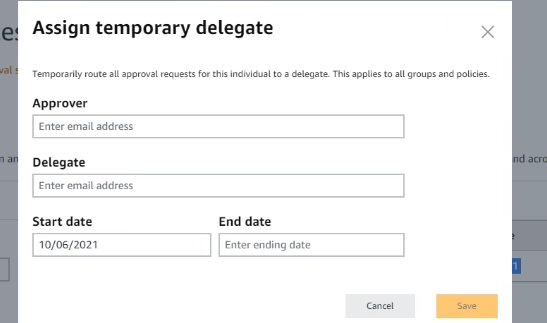 Assign temporary delegate
Temporarily route all approval requests for this individual to a delegate. This applies to all groups and policies.
Approver
Enter email address
Delegate
Enter email address
Start date End date
10/06/2021 Enter ending date
Cancel Save